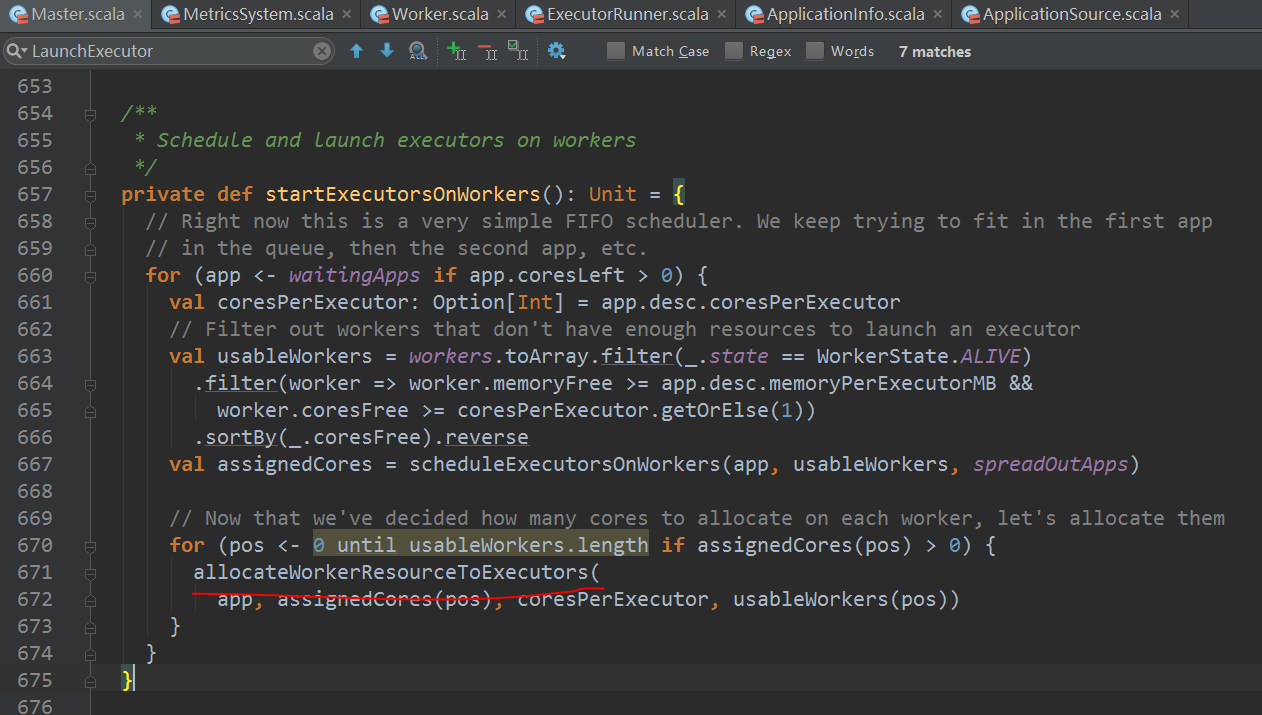 Master.scala × MetricsSystem.scala × Worker.scala × ExecutorRunner.scala × ApplicationInfo.scala × ApplicationSource.scala ×
LaunchExecutor ALL Match Case Regex Words 7 matches
653
654 /**
655 * Schedule and launch executors on workers
656 */
657 private def startExecutorsOnWorkers(): Unit = {
658 // Right now this is a very simple FIFO scheduler. We keep trying to fit in the first app
659 // in the queue, then the second app, etc.
660 for (app <- waitingApps if app.coresLeft > 0) {
661 val coresPerExecutor: Option[Int] = app.desc.coresPerExecutor
662 // Filter out workers that don't have enough resources to launch an executor
663 val usableWorkers = workers.toArray.filter(_.state == WorkerState.ALIVE)
664 .filter(worker => worker.memoryFree >= app.desc.memoryPerExecutorMB &&
665 worker.coresFree >= coresPerExecutor.getOrElse(1))
666 .sortBy(_.coresFree).reverse
667 val assignedCores = scheduleExecutorsOnWorkers(app, usableWorkers, spreadOutApps)
668
669 // Now that we've decided how many cores to allocate on each worker, let's allocate them
670 for (pos <- 0 until usableWorkers.length if assignedCores(pos) > 0) {
671 allocateWorkerResourceToExecutors(
672 app, assignedCores(pos), coresPerExecutor, usableWorkers(pos))
673 }
674 }
675 }
676